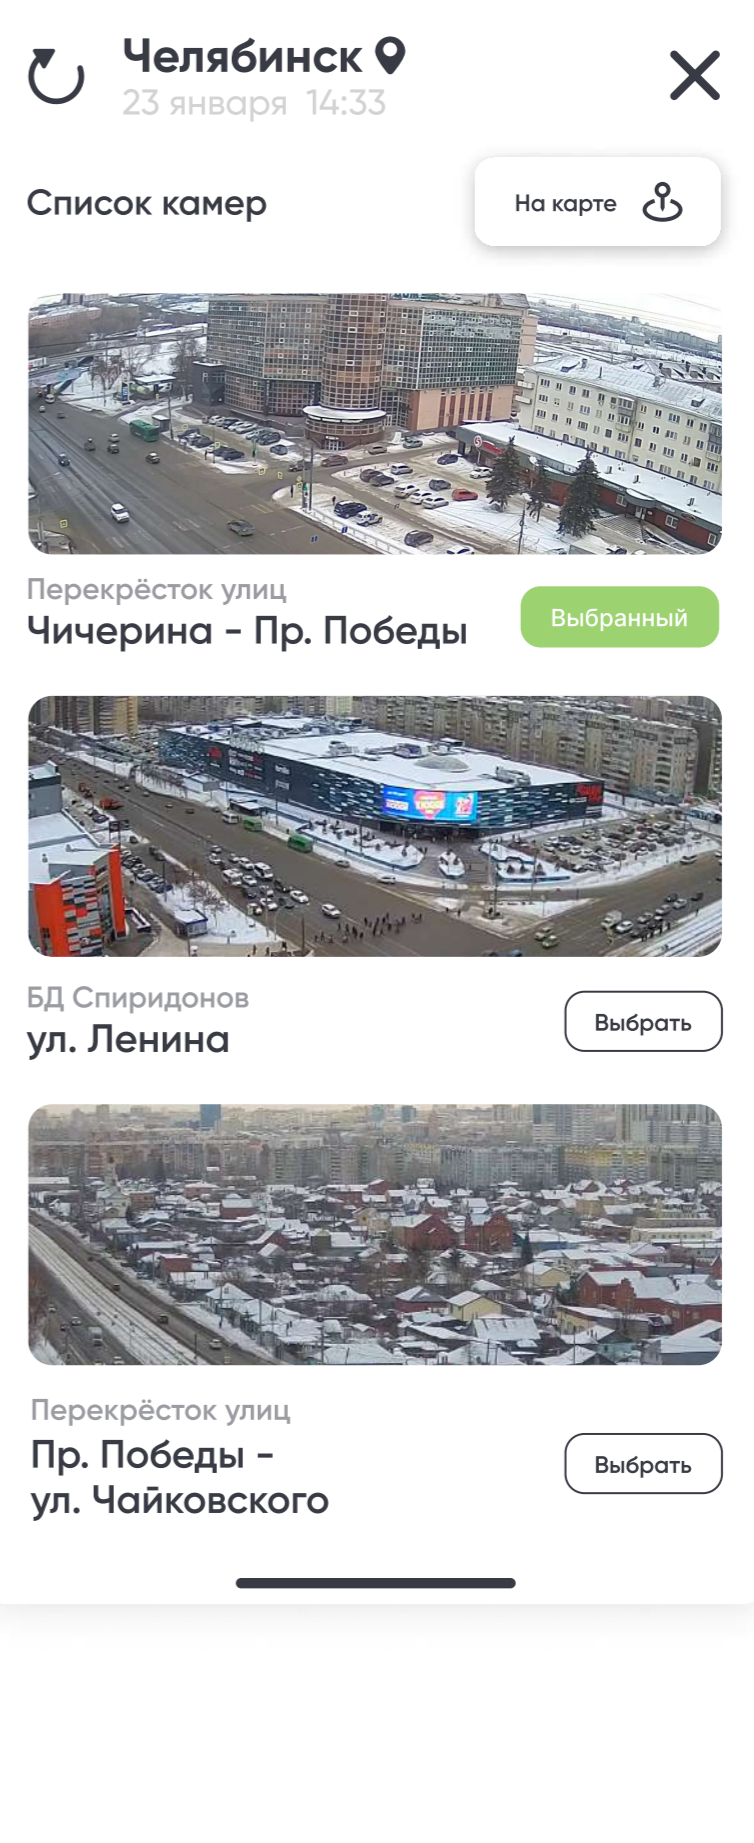 Челябинск
23 января 14:33
Список камер
На карте
Перекрёсток улиц
Чичерина - Пр. Победы
Выбранный
БД Спиридонов
ул. Ленина
Выбрать
Перекрёсток улиц
Пр. Победы -
ул. Чайковского
Выбрать